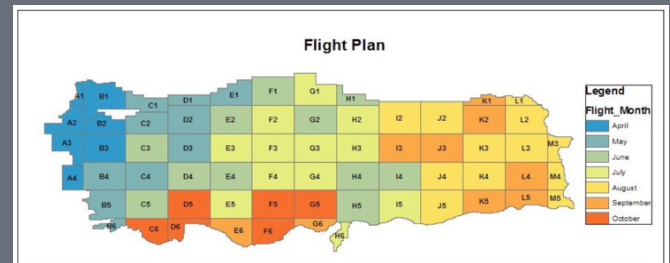 Flight Plan
A1 B1 C1 D1 E1 F1 G1 H1 K1 L1
A2 B2 C2 D2 E2 F2 G2 H2 I2 J2 K2 L2
A3 B3 C3 D3 E3 F3 G3 H3 I3 J3 K3 L3 M3
A4 B4 C4 D4 E4 F4 G4 H4 I4 J4 K4 L4 M4
B5 C5 D5 E5 F5 G5 H5 I5 J5 K5 L5 M5
B6 C6 D6 E6 F6 G6 H6
Legend
Flight_Month
April
May
June
July
August
September
October